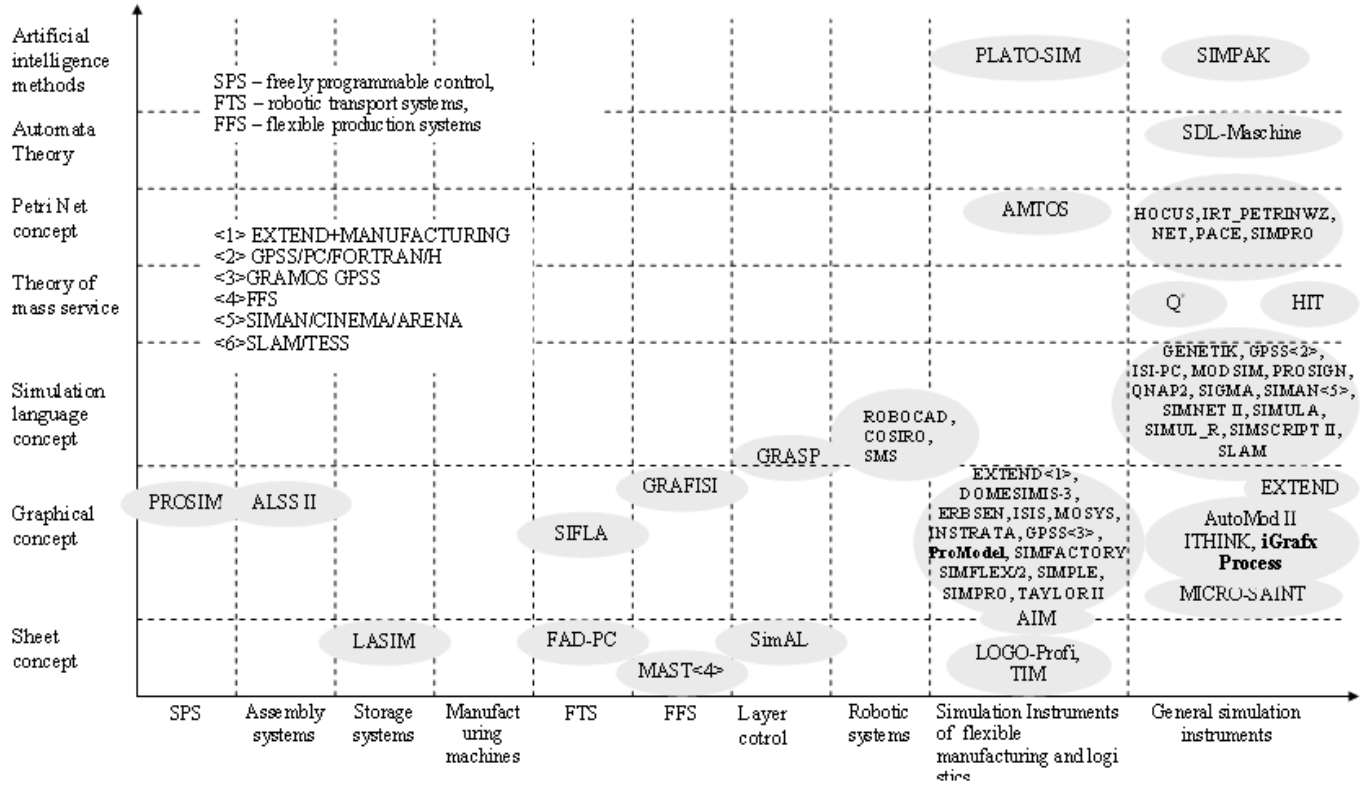 Artificial
intelligence
methods
PLATO-SIM
SIMPAK
SPS – freely programmable control,
FTS – robotic transport systems,
FFS – flexible production systems
Automata
Theory
SDL-Maschine
Petri Net
concept
AMTOS
HOCUS, IRT_PETRINWZ,
NET, PACE, SIMPRO
<1> EXTEND+MANUFACTURING
<2> GPSS/PC/FORTRAN/H
<3>GRAMOS GPSS
<4>FFS
<5>SIMAN/CINEMA/ARENA
<6>SLAM/TESS
Theory of
mass service
Q*
HIT
Simulation
language
concept
GRASP
ROBOCAD,
COSIRO,
SMS
GENETIK, GPSS<2>,
ISI-PC, MODSIM, PROSIGN,
QNAP2, SIGMA, SIMAN<5>,
SIMNET II, SIMULA,
SIMUL_R, SIMSCRIPT II,
SLAM
Graphical
concept
PROSIM
ALSS II
SIFLA
GRAFISI
EXTEND<1>,
DOMESIMIS-3,
ERBSEN, ISIS, MOSYS,
INSTRATA, GPSS<3>,
ProModel, SIMFACTORY
SIMFLEX/2, SIMPLE,
SIMPRO, TAYLOR II
EXTEND
AutoMod II
ITHINK, iGrafx
Process
MICRO-SAINT
Sheet
concept
LASIM
FAD-PC
MAST<4>
SimAL
AIM
LOGO-Profi,
TIM
SPS
Assembly
systems
Storage
systems
Manufact
uring
machines
FTS
FFS
Layer
cotrol
Robotic
systems
Simulation Instruments
of flexible
manufacturing and logi
stics
General simulation
instruments